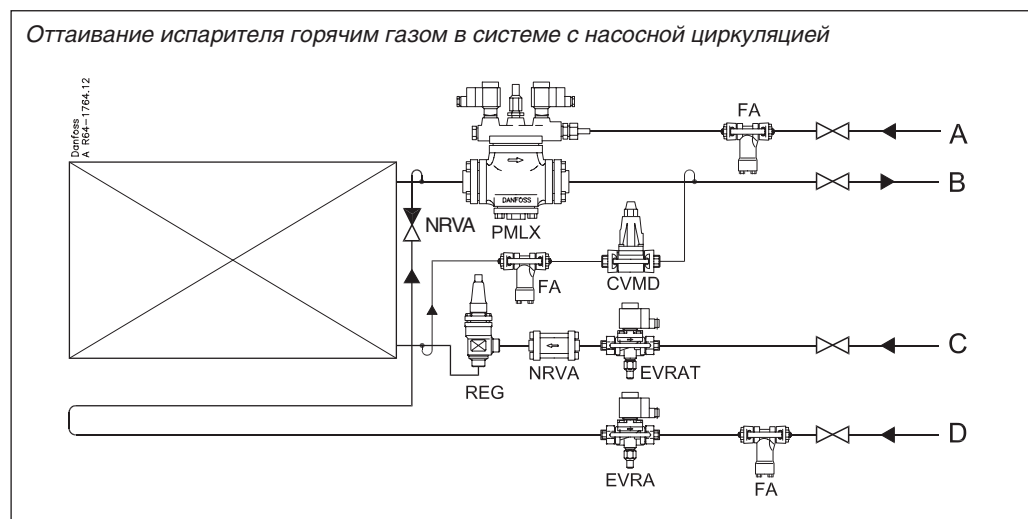 Оттаивание испарителя горячим газом в системе с насосной циркуляцией
Danfoss
A R64-1764.12
FA
A
B
NRVA
DANFOSS
PMLX
FA
CVMD
C
REG
NRVA
EVRAT
D
EVRA
FA